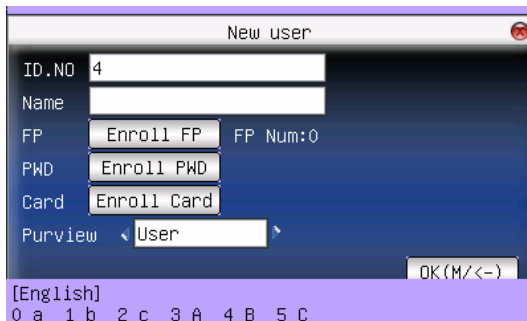 New user
ID.NO 4
Name
FP Enroll FP FP Num:0
PWD Enroll PWD
Card Enroll Card
Purview User
OK(M/<-)
[English]
0 a 1 b 2 c 3 A 4 B 5 C